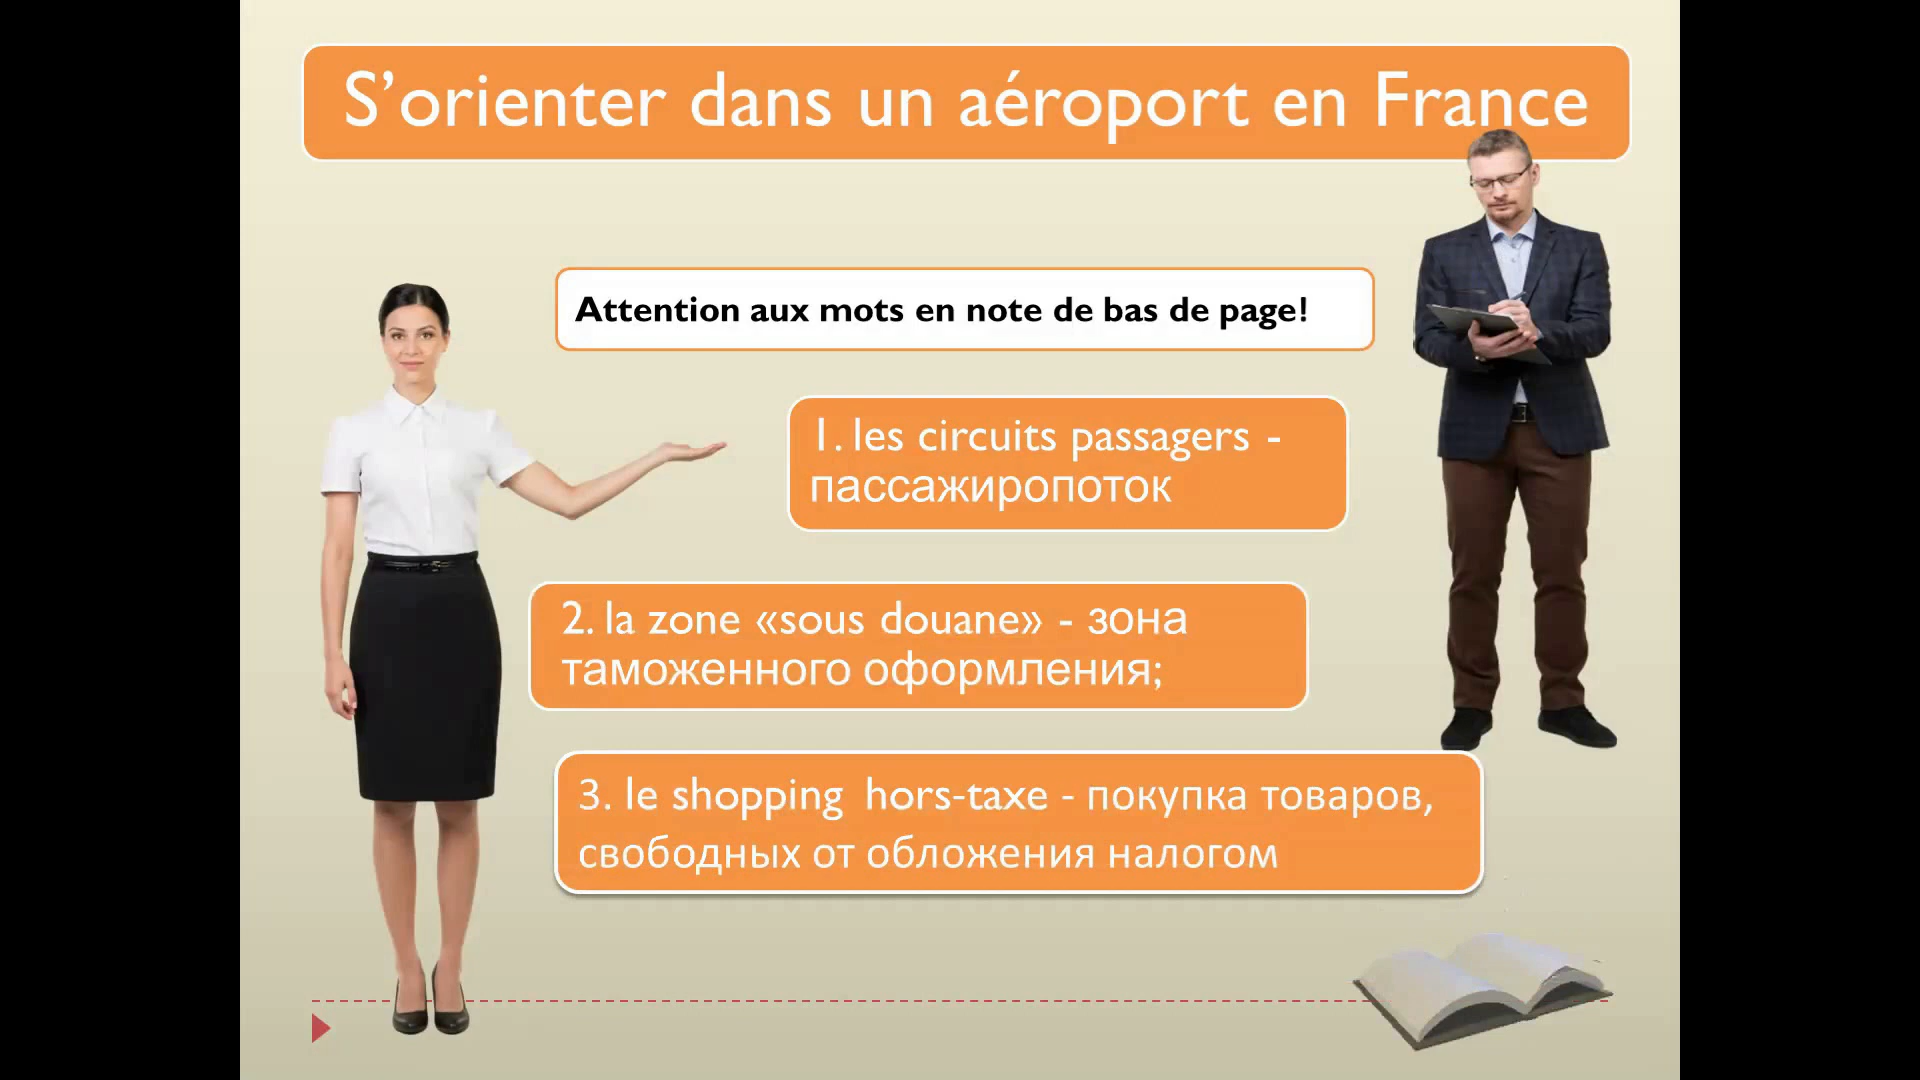 S’orienter dans un aéroport en France
Attention aux mots en note de bas de page!
1. les circuits passagers -
пассажиропоток
2. la zone «sous douane» - зона
таможенного оформления;
3. le shopping hors-taxe - покупка товаров,
свободных от обложения налогом